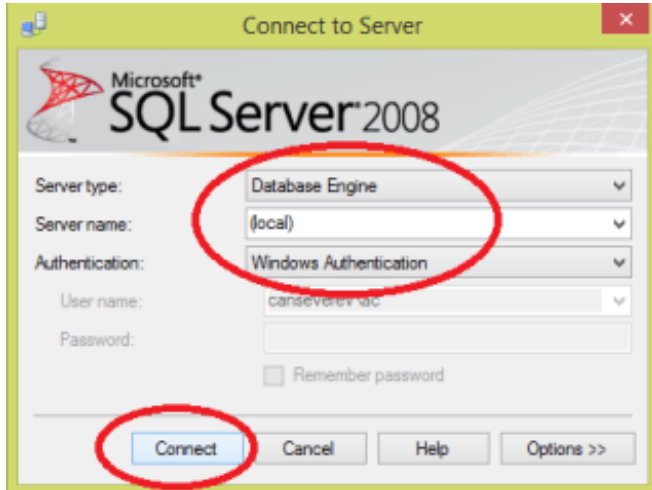 Connect to Server
Microsoft®
SQL Server 2008
Server type:
Database Engine
Server name:
(local)
Authentication:
Windows Authentication
User name:
Password:
Remember password
Connect
Cancel
Help
Options >>